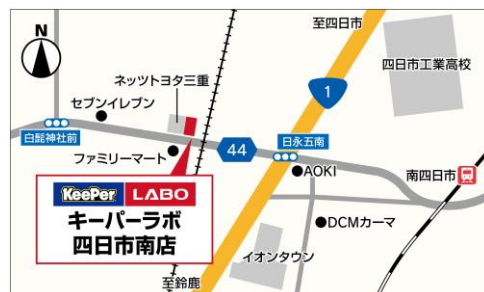 N
至四日市
四日市工業高校
ネッツトヨタ三重
1
セブンイレブン
白髭神社前
44
日永五南
ファミリーマート
AOKI
南四日市
KeePer LABO
キーパーラボ
四日市南店
DCMカーマ
イオンタウン
至鈴鹿